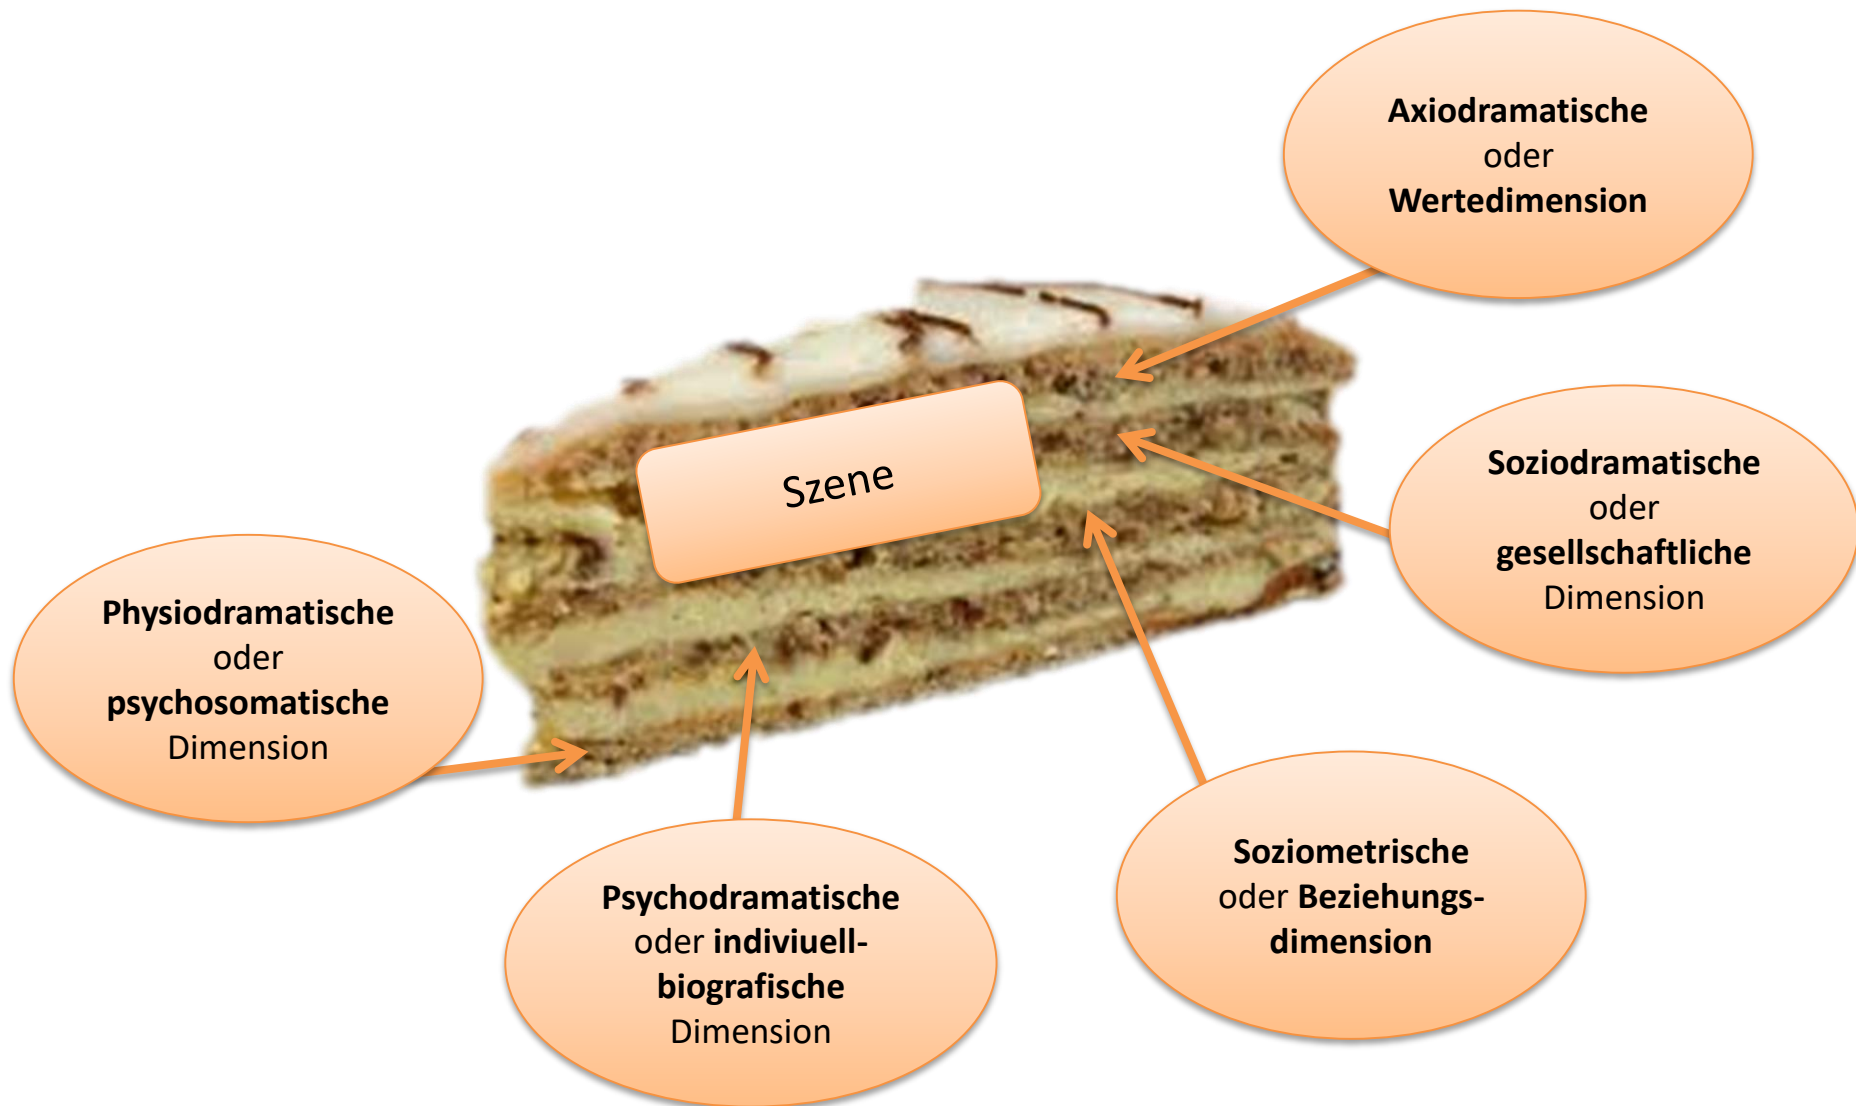 Axiodramatische
oder
Wertedimension
Szene
Soziodramatische
oder
gesellschaftliche
Dimension
Physiodramatische
oder
psychosomatische
Dimension
Psychodramatische
oder indiviuell-
biografische
Dimension
Soziometrische
oder Beziehungs-
dimension